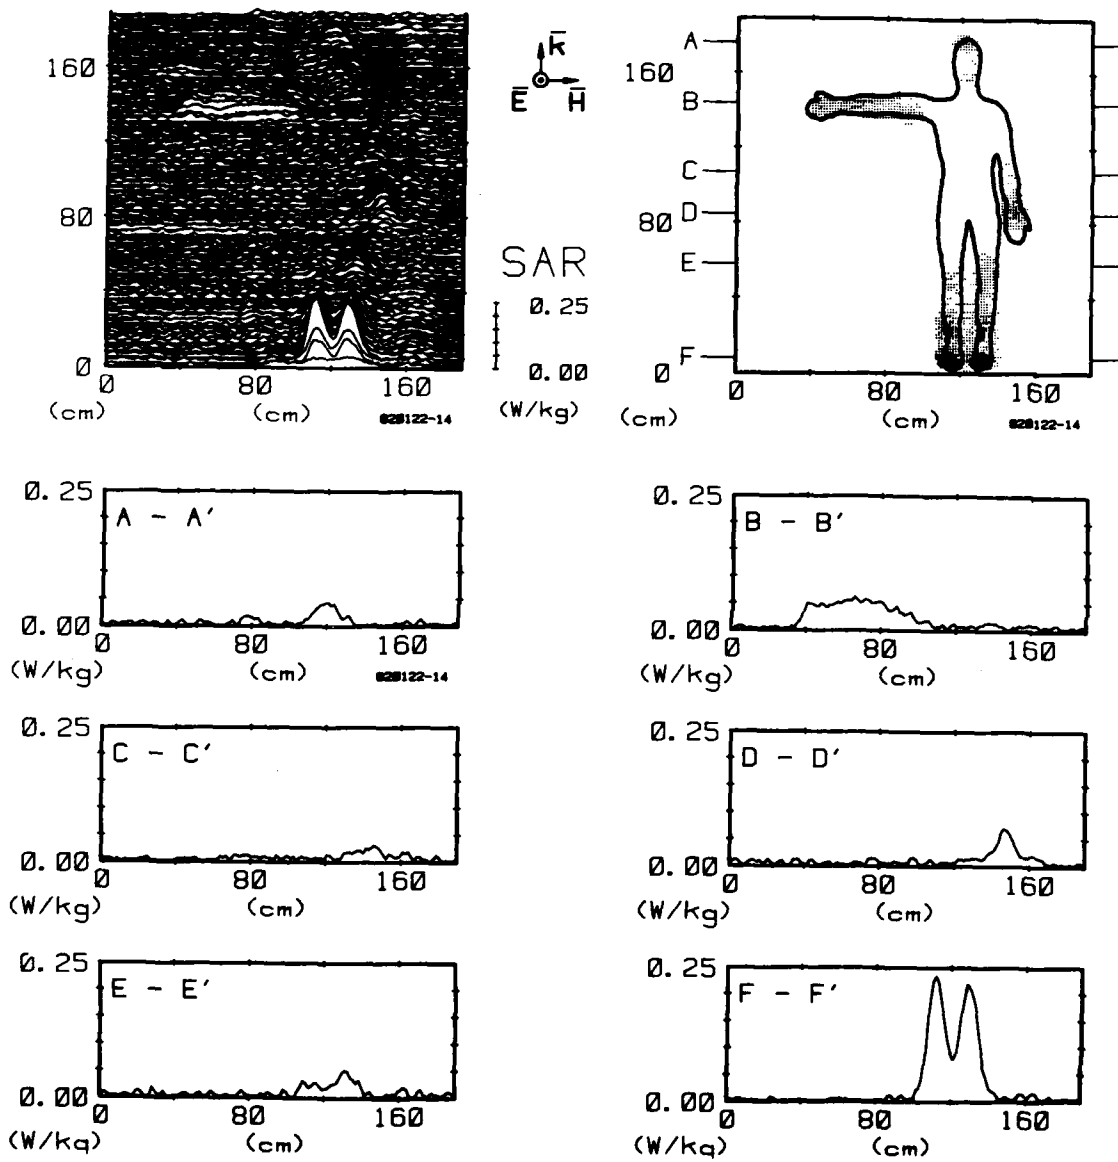 160
80
0
0 80 160
(cm) (cm) 820122-14
k̅
E̅ H̅
SAR
0.25
0.00
(W/kg)
A
B
C
D
E
F
160
80
0
0 80 160
(cm) (cm) 820122-14
0.25
A - A'
0.00
0 80 160
(W/kg) (cm) 820122-14
0.25
B - B'
0.00
0 80 160
(W/kg) (cm)
0.25
C - C'
0.00
0 80 160
(W/kg) (cm)
0.25
D - D'
0.00
0 80 160
(W/kg) (cm)
0.25
E - E'
0.00
0 80 160
(W/kg) (cm)
0.25
F - F'
0.00
0 80 160
(W/kg) (cm)